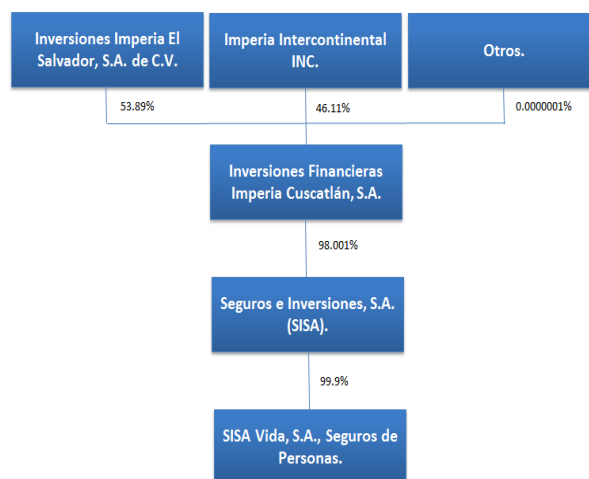 Inversiones Imperia El
Salvador, S.A. de C.V.
Imperia Intercontinental
INC.
Otros.
53.89%
46.11%
0.0000001%
Inversiones Financieras
Imperia Cuscatlán, S.A.
98.001%
Seguros e Inversiones, S.A.
(SISA).
99.9%
SISA Vida, S.A., Seguros de
Personas.